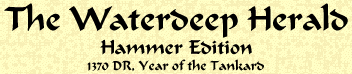 The Waterdeep Herald
Hammer Edition
1370 DR, Year of the Tankard